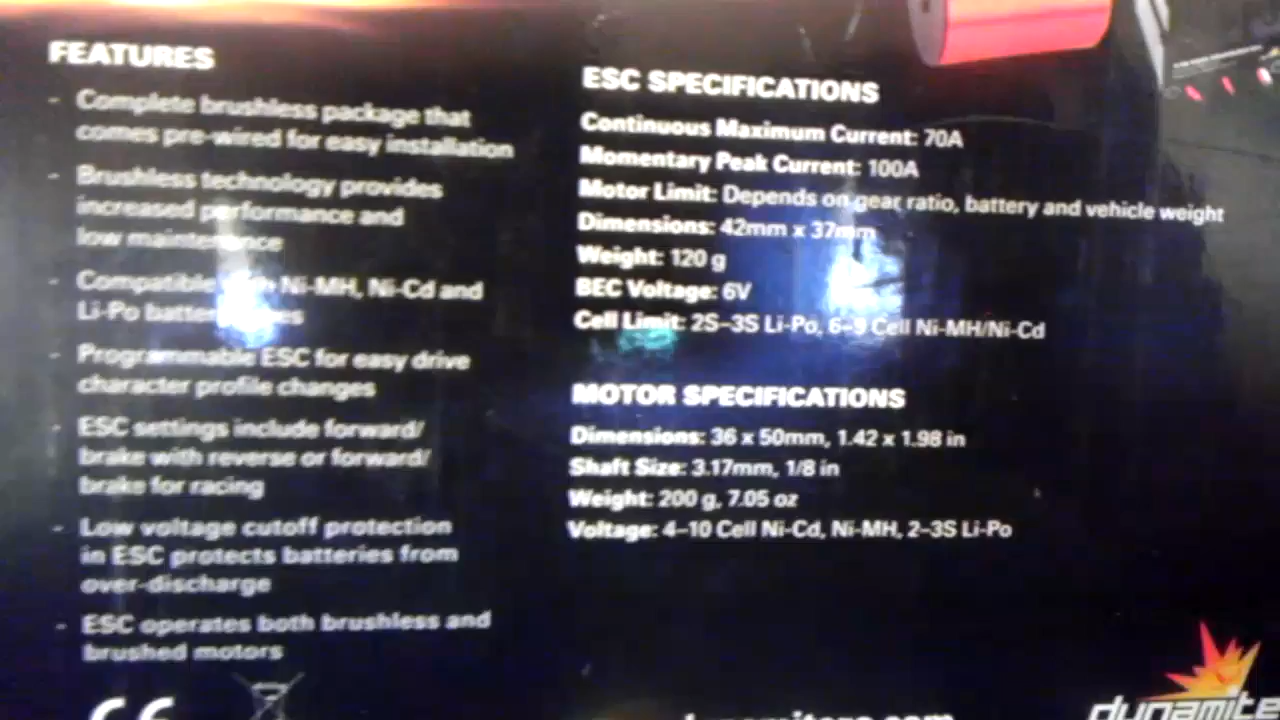 FEATURES
- Complete brushless package that
comes pre-wired for easy installation
- Brushless technology provides
increased performance and
low maintenance
- Compatible with Ni-MH, Ni-Cd and
Li-Po battery
- Programmable ESC for easy drive
character profile changes
- ESC settings include forward/
brake with reverse or forward/
brake for racing
- Low voltage cutoff protection
in ESC protects batteries from
over-discharge
- ESC operates both brushless and
brushed motors
CE
ESC SPECIFICATIONS
Continuous Maximum Current: 70A
Momentary Peak Current: 100A
Motor Limit: Depends on gear ratio, battery and vehicle weight
Dimensions: 42mm x 37mm
Weight: 120 g
BEC Voltage: 6V
Cell Limit: 2S-3S Li-Po, 6-9 Cell Ni-MH/Ni-Cd
MOTOR SPECIFICATIONS
Dimensions: 36 x 50mm, 1.42 x 1.98 in
Shaft Size: 3.17mm, 1/8 in
Weight: 200 g, 7.05 oz
Voltage: 4-10 Cell Ni-Cd, Ni-MH, 2-3S Li-Po
dynamite